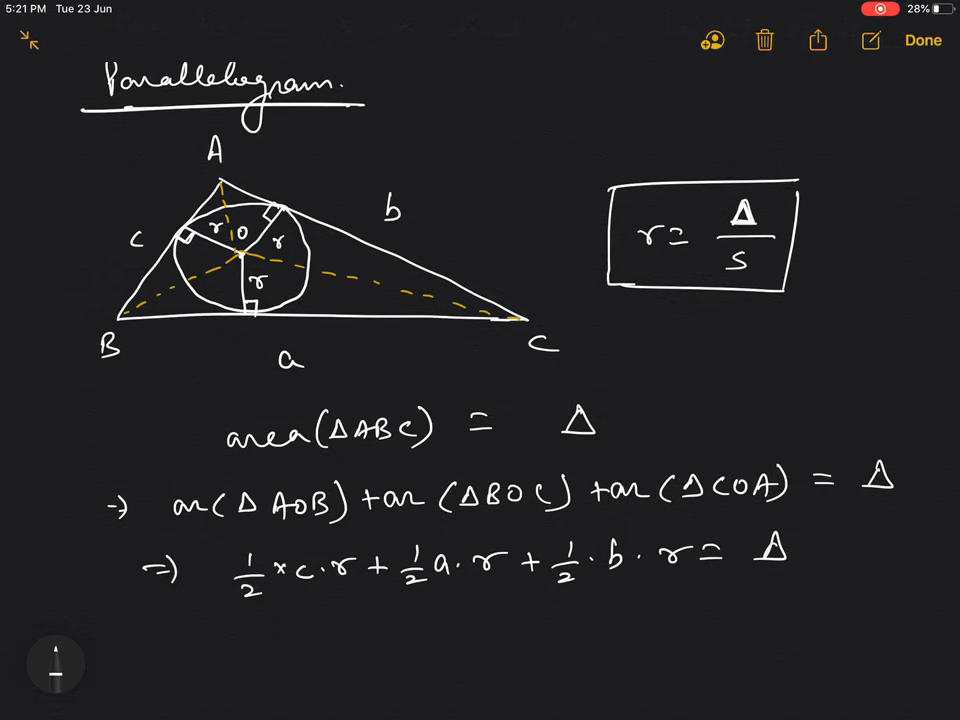 5:21 PM Tue 23 Jun 28%
Done
Parallelogram.
A
b
c
r
O
r
r
B
C
a
r = Δ/s
area(ΔABC) = Δ
→ ar(ΔAOB) + ar(ΔBOC) + ar(ΔCOA) = Δ
⇒ 1/2 × c · r + 1/2 a · r + 1/2 · b · r = Δ